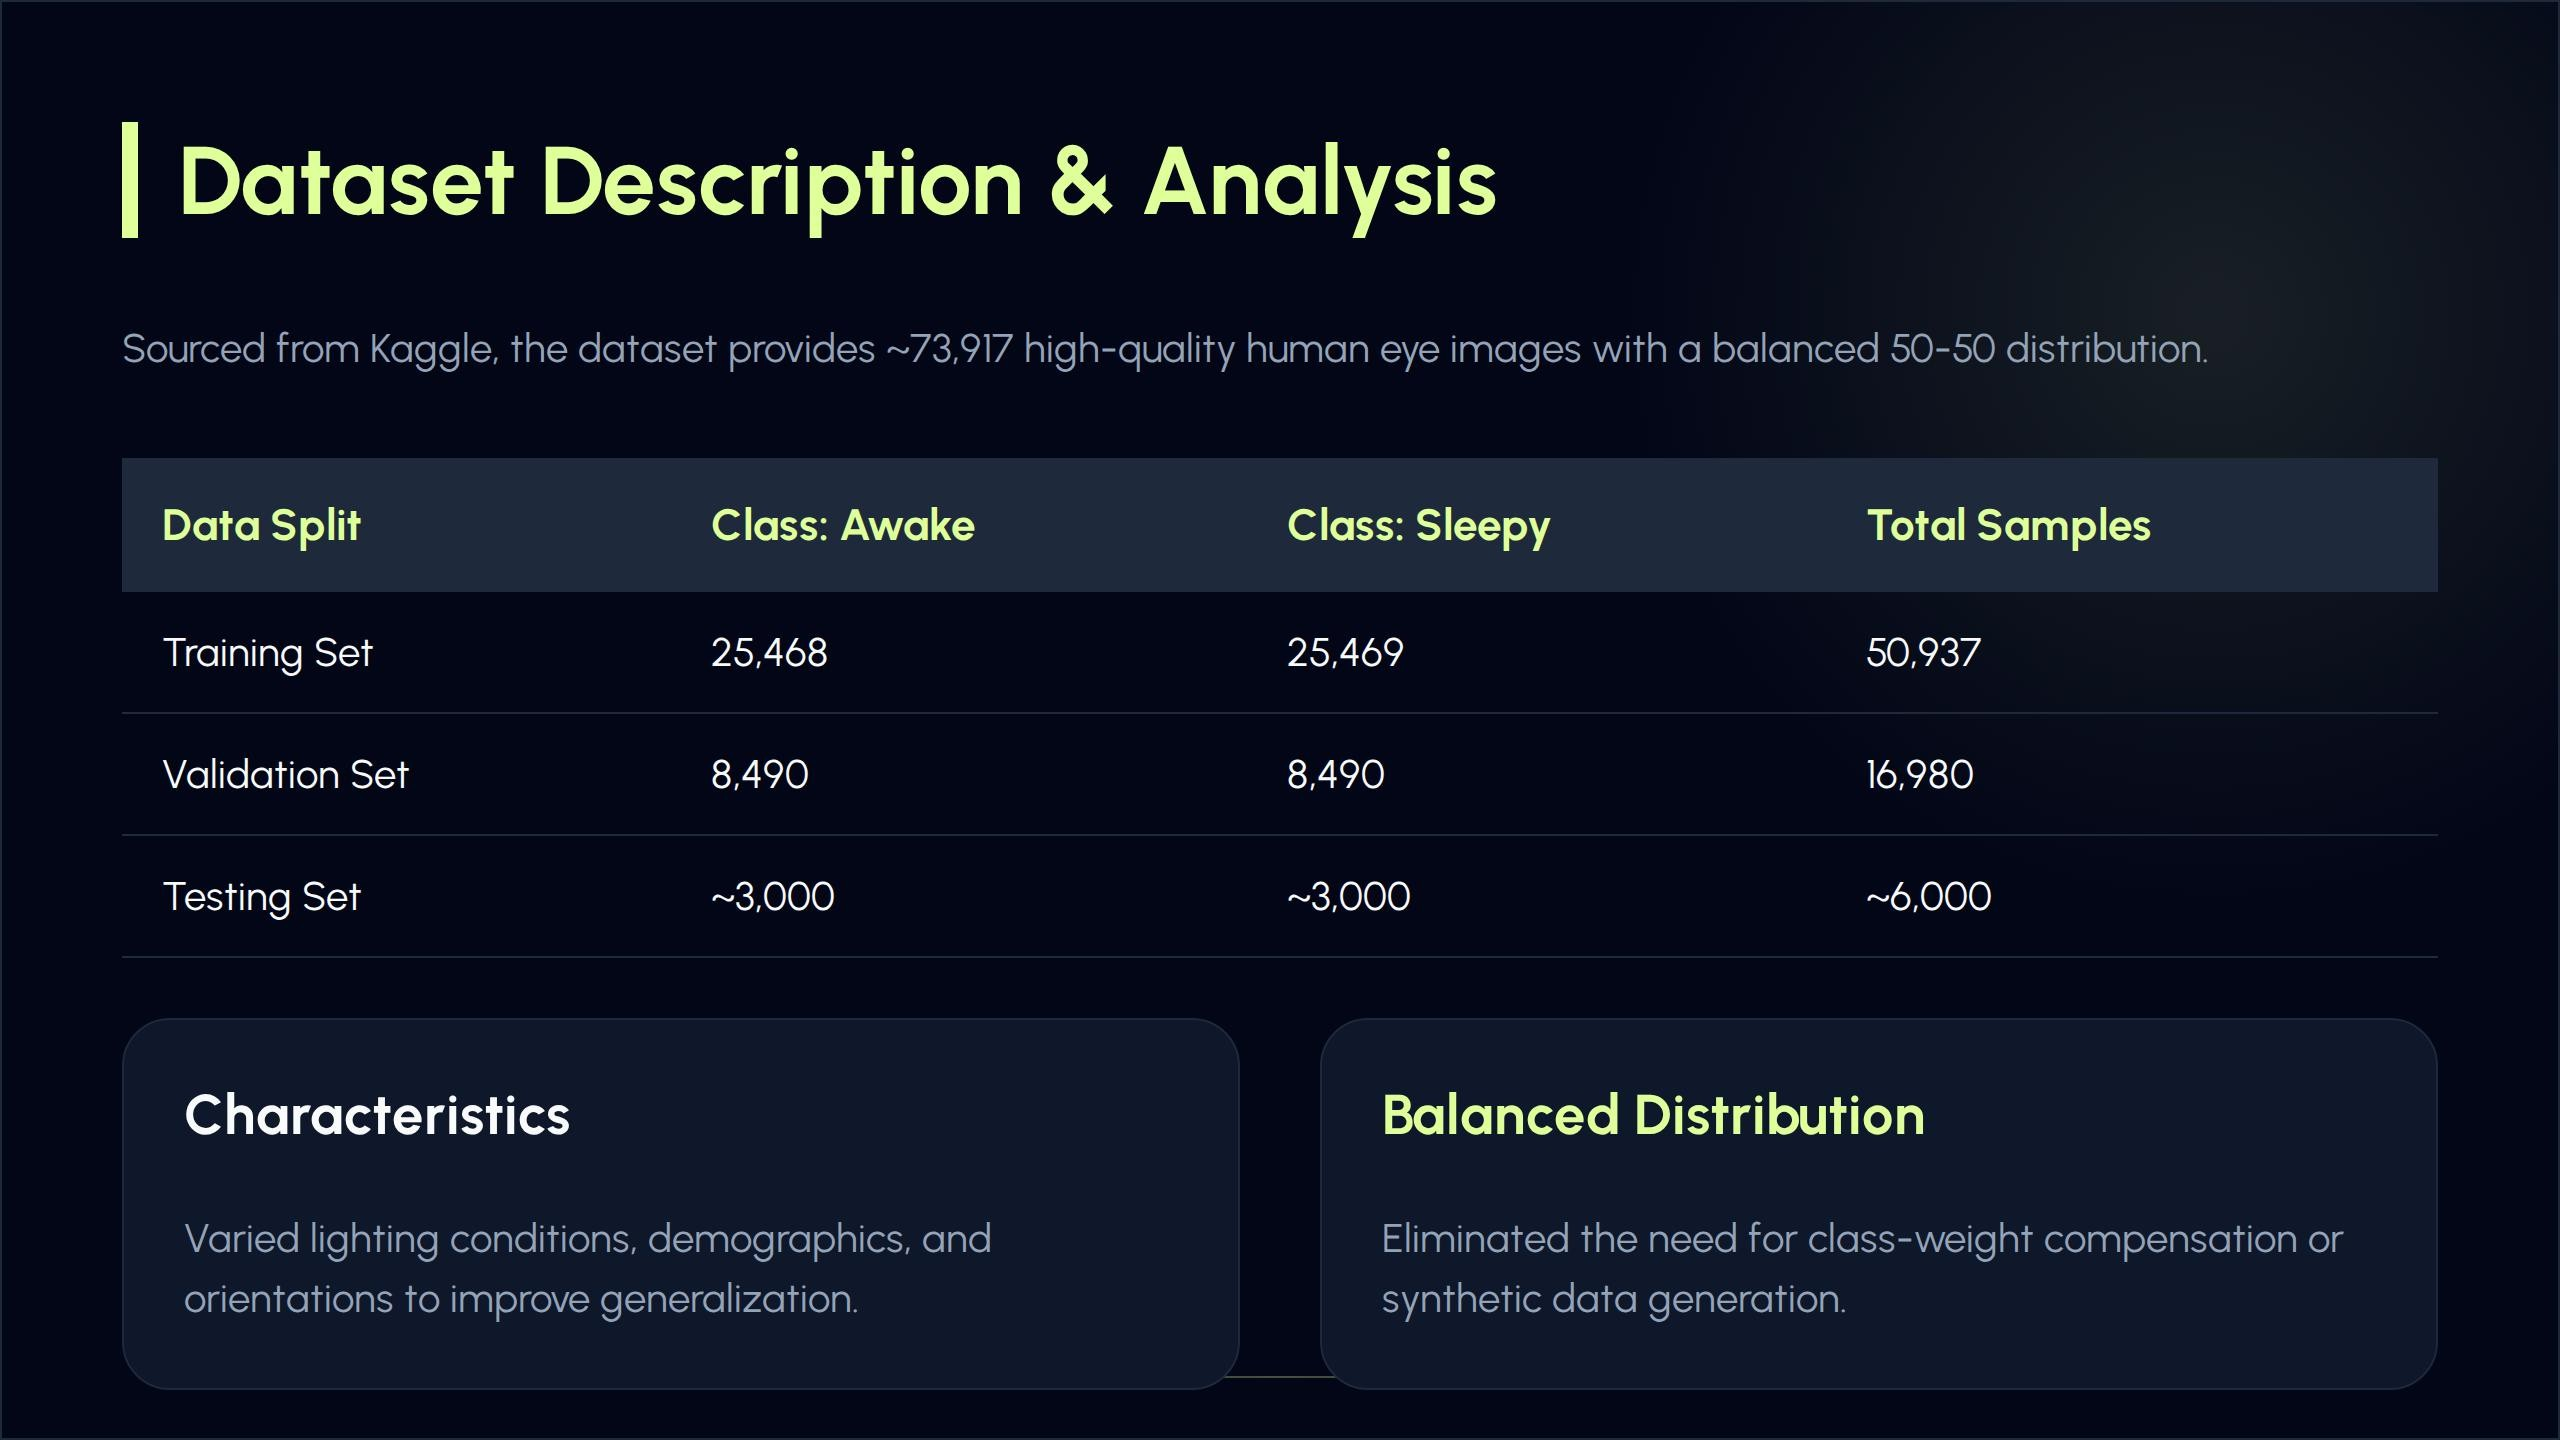 Dataset Description & Analysis
Sourced from Kaggle, the dataset provides ~73,917 high-quality human eye images with a balanced 50-50 distribution.
Data Split Class: Awake Class: Sleepy Total Samples
Training Set 25,468 25,469 50,937
Validation Set 8,490 8,490 16,980
Testing Set ~3,000 ~3,000 ~6,000
Characteristics
Varied lighting conditions, demographics, and
orientations to improve generalization.
Balanced Distribution
Eliminated the need for class-weight compensation or
synthetic data generation.